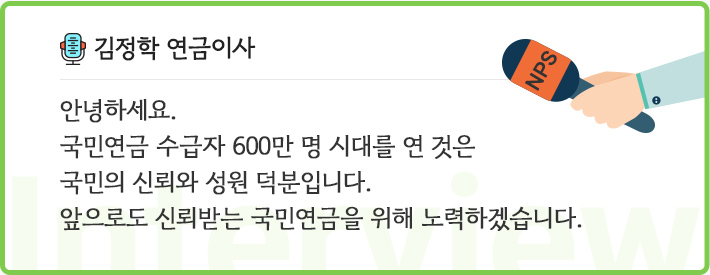 김정학 연금이사
NPS
안녕하세요.
국민연금 수급자 600만 명 시대를 연 것은
국민의 신뢰와 성원 덕분입니다.
앞으로도 신뢰받는 국민연금을 위해 노력하겠습니다.
Interview